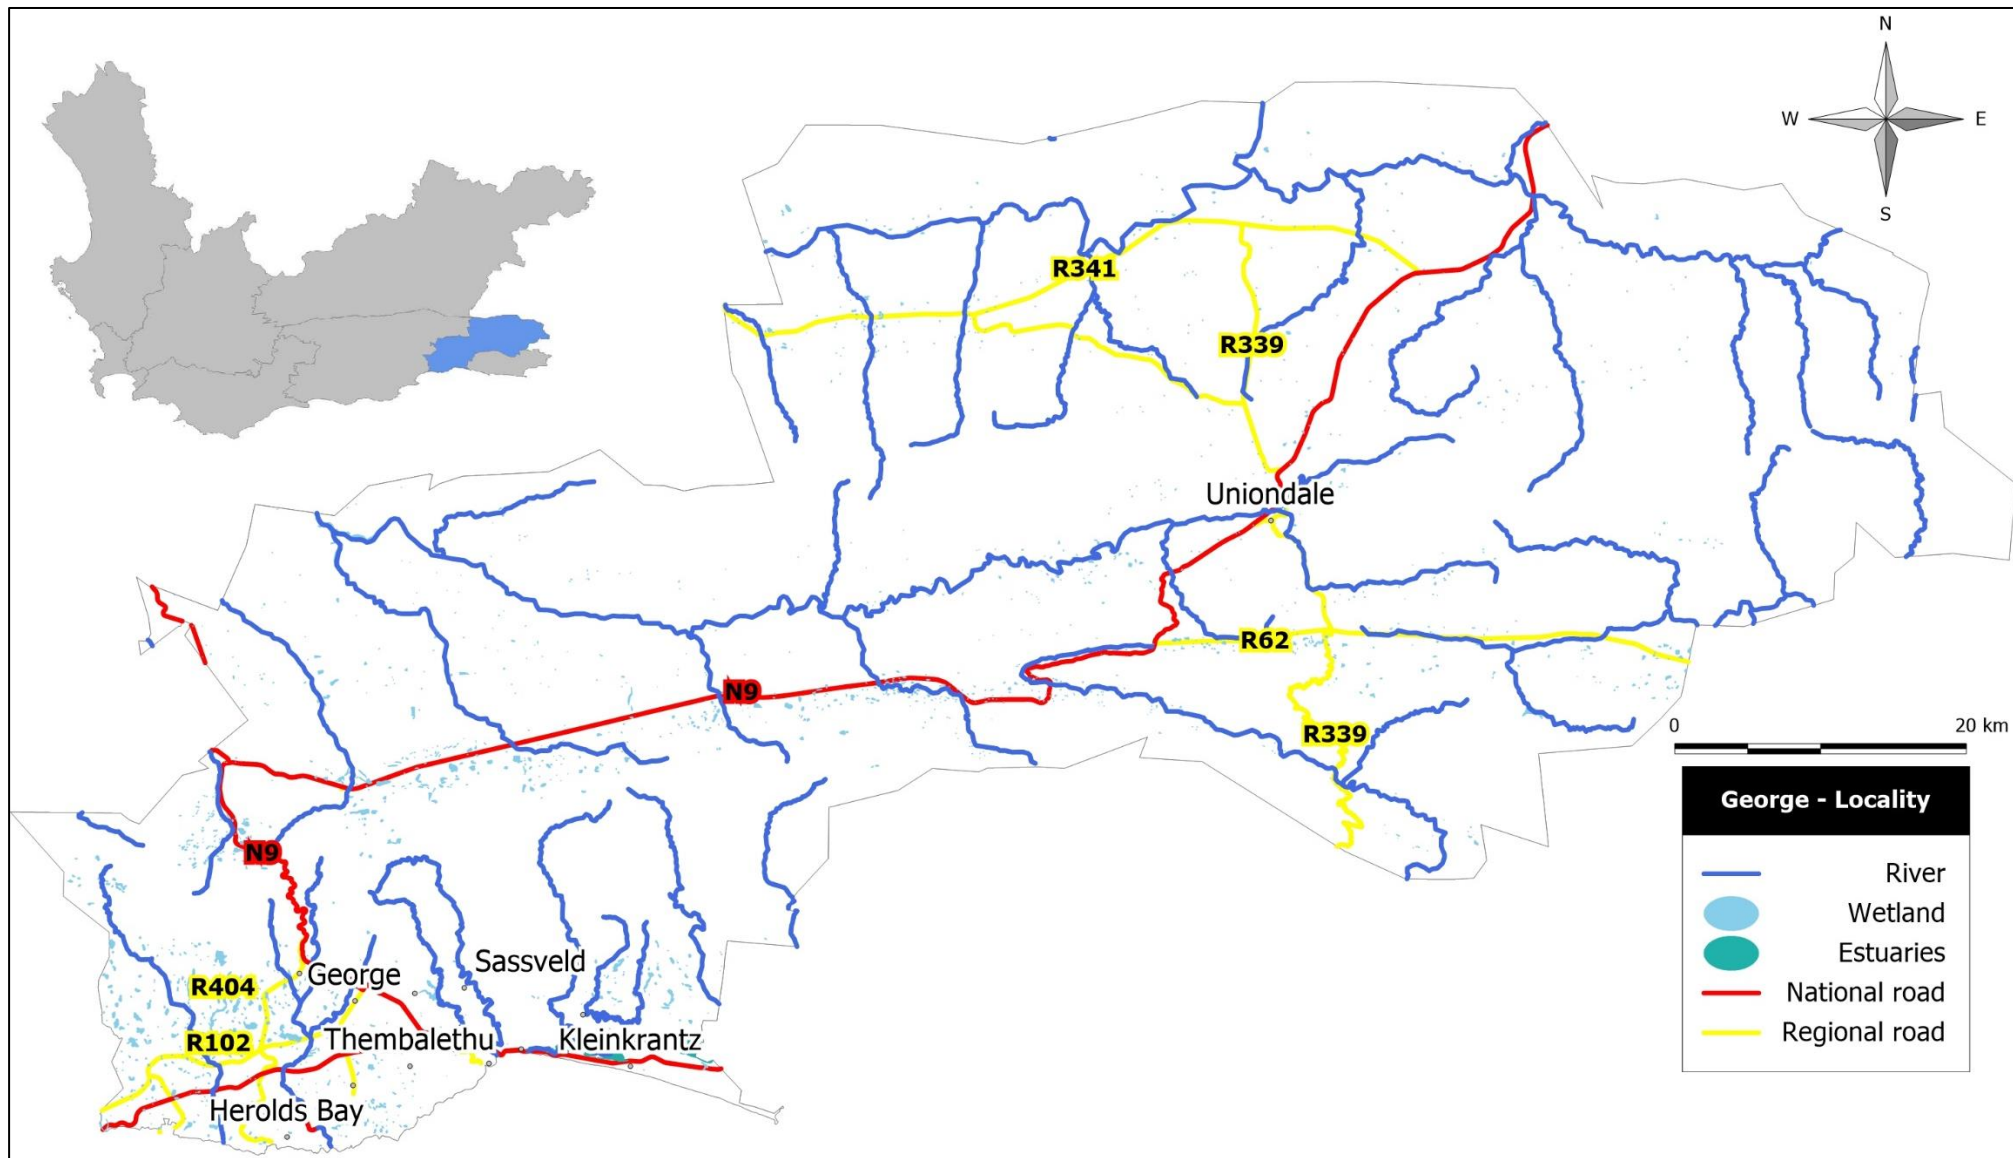 N
W E
S
R341
R339
Uniondale
R62
N9
R339
0 20 km
George - Locality
N9
River
Wetland
Sassveld
Estuaries
George
R404
National road
Regional road
Thembalethu
Kleinkrantz
R102
Herolds Bay